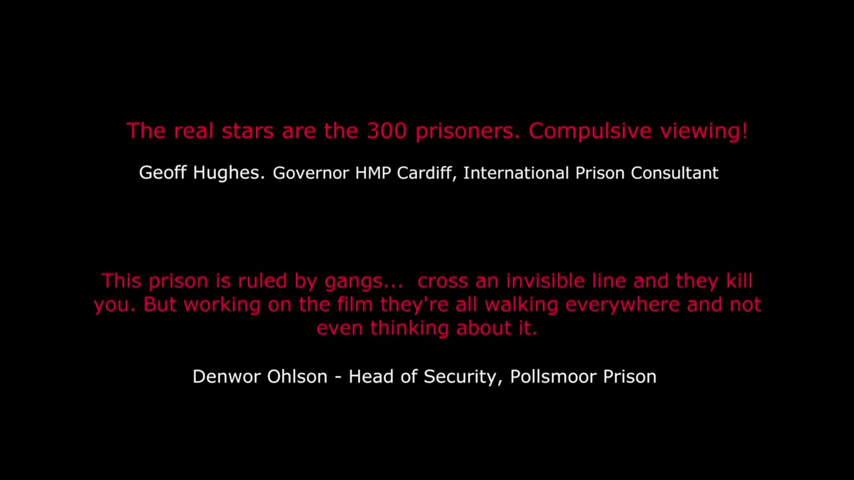 The real stars are the 300 prisoners. Compulsive viewing!
Geoff Hughes. Governor HMP Cardiff, International Prison Consultant
This prison is ruled by gangs... cross an invisible line and they kill
you. But working on the film they're all walking everywhere and not
even thinking about it.
Denwor Ohlson - Head of Security, Pollsmoor Prison